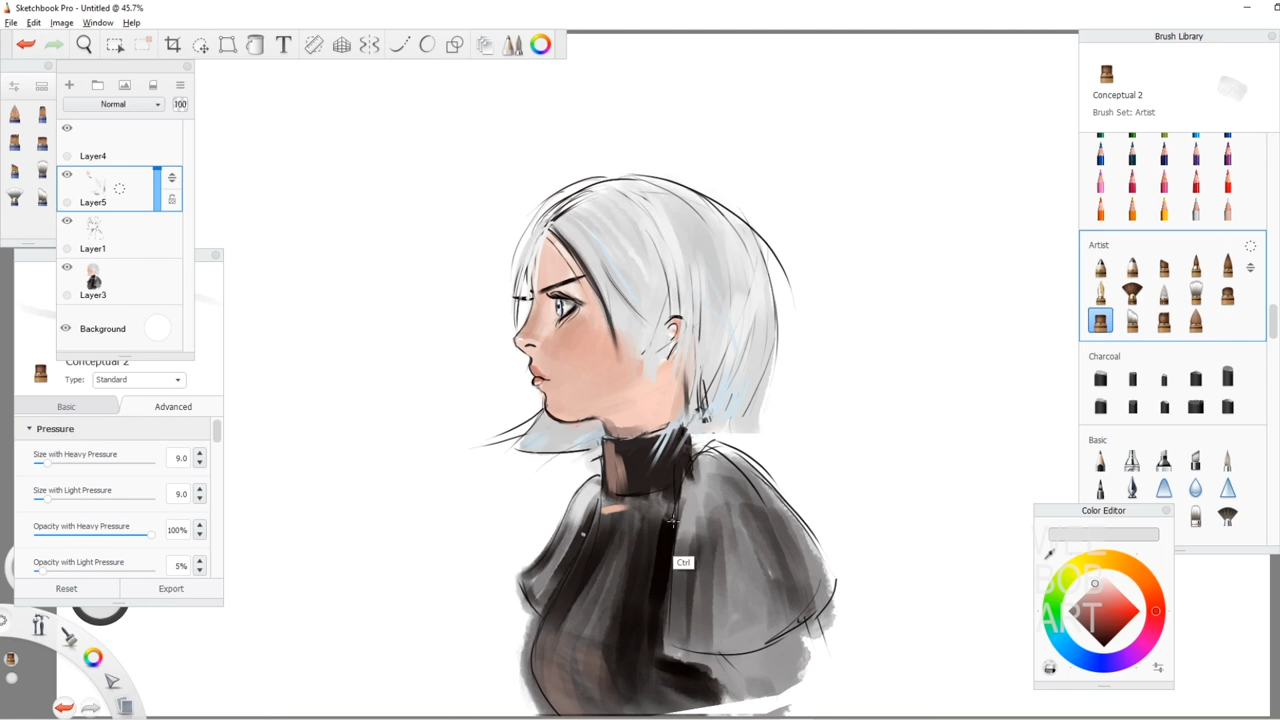 Sketchbook Pro - Untitled @ 45.7%
File Edit Image Window Help
Brush Library
Conceptual 2
Brush Set: Artist
Normal
100
Layer4
Layer5
Layer1
Layer3
Background
Conceptual 2
Type: Standard
Basic Advanced
Pressure
Size with Heavy Pressure 9.0
Size with Light Pressure 9.0
Opacity with Heavy Pressure 100%
Opacity with Light Pressure 5%
Reset Export
Ctrl
Artist
Charcoal
Basic
Color Editor
BOB
ART